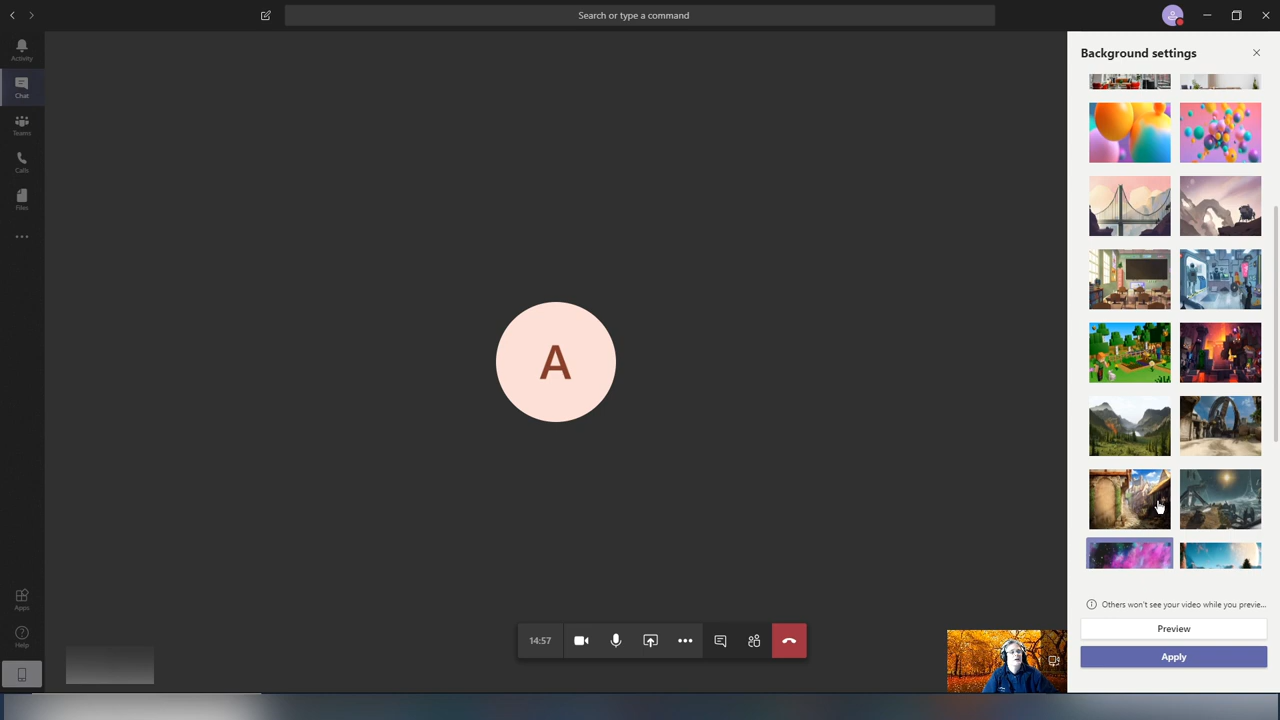 Search or type a command
Background settings
Activity
Chat
Teams
Calls
Files
A
Apps
Help
14:57
Others won't see your video while you previe...
Preview
Apply